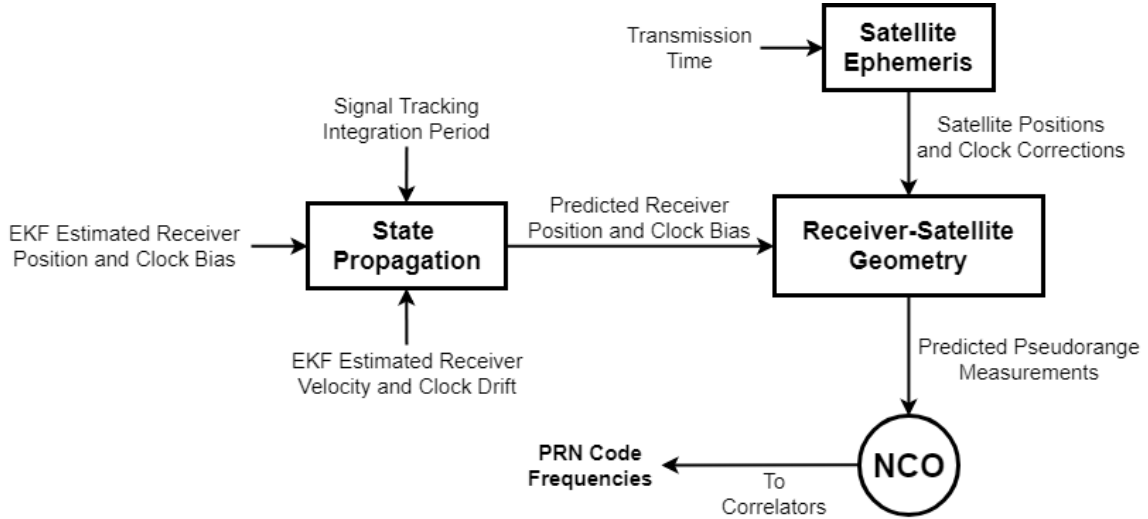 Transmission
Time
Satellite
Ephemeris
Signal Tracking
Integration Period
Satellite Positions
and Clock Corrections
EKF Estimated Receiver
Position and Clock Bias
State
Propagation
Predicted Receiver
Position and Clock Bias
Receiver-Satellite
Geometry
EKF Estimated Receiver
Velocity and Clock Drift
Predicted Pseudorange
Measurements
NCO
To
Correlators
PRN Code
Frequencies